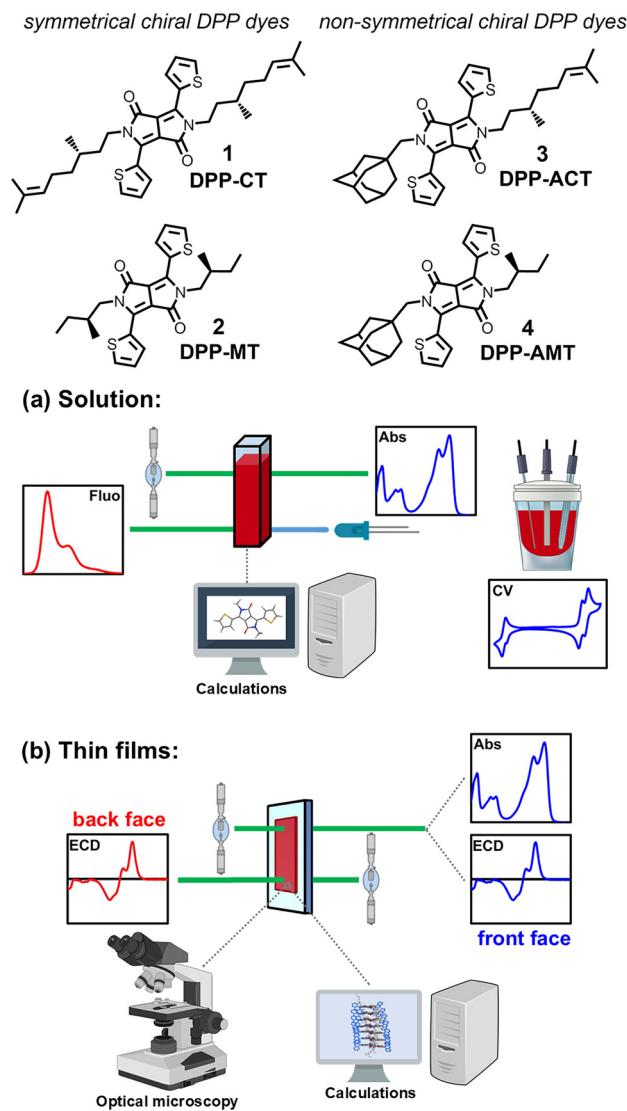 symmetrical chiral DPP dyes
non-symmetrical chiral DPP dyes
S
O
N
N
O
S
1
DPP-CT
S
O
N
N
O
S
3
DPP-ACT
S
O
N
N
O
S
2
DPP-MT
S
O
N
N
O
S
4
DPP-AMT
(a) Solution:
Fluo
Abs
CV
Calculations
(b) Thin films:
Abs
back face
ECD
ECD
front face
Optical microscopy
Calculations